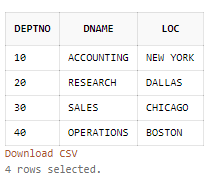 DEPTNO DNAME LOC
10 ACCOUNTING NEW YORK
20 RESEARCH DALLAS
30 SALES CHICAGO
40 OPERATIONS BOSTON
Download CSV
4 rows selected.